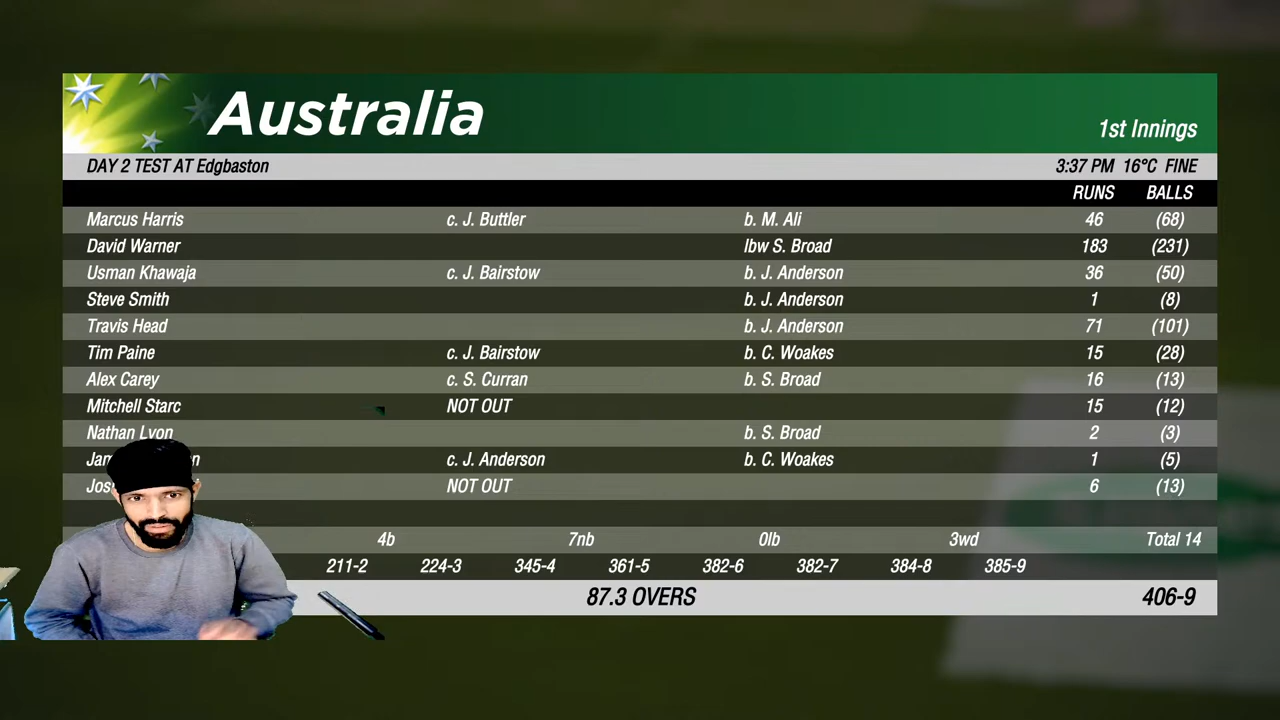 Australia
1st Innings
DAY 2 TEST AT Edgbaston 3:37 PM 16°C FINE
RUNS BALLS
Marcus Harris c. J. Buttler b. M. Ali 46 (68)
David Warner lbw S. Broad 183 (231)
Usman Khawaja c. J. Bairstow b. J. Anderson 36 (50)
Steve Smith b. J. Anderson 1 (8)
Travis Head b. J. Anderson 71 (101)
Tim Paine c. J. Bairstow b. C. Woakes 15 (28)
Alex Carey c. S. Curran b. S. Broad 16 (13)
Mitchell Starc NOT OUT 15 (12)
Nathan Lyon b. S. Broad 2 (3)
c. J. Anderson b. C. Woakes 1 (5)
NOT OUT 6 (13)
4b 7nb 0lb 3wd Total 14
211-2 224-3 345-4 361-5 382-6 382-7 384-8 385-9
87.3 OVERS 406-9